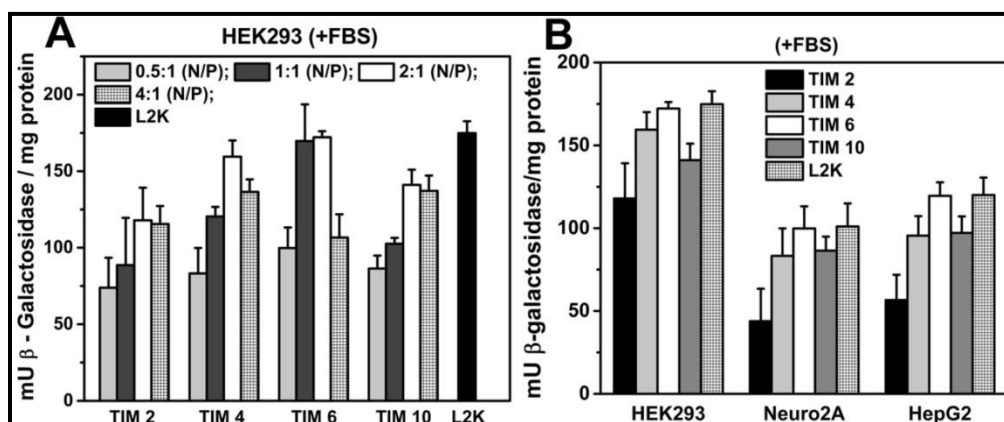 A
HEK293 (+FBS)
0.5:1 (N/P); 1:1 (N/P); 2:1 (N/P);
4:1 (N/P);
L2K
mU β - Galactosidase / mg protein
200
150
100
50
0
TIM 2 TIM 4 TIM 6 TIM 10 L2K
B
(+FBS)
TIM 2
TIM 4
TIM 6
TIM 10
L2K
mU β-galactosidase/mg protein
200
150
100
50
0
HEK293 Neuro2A HepG2